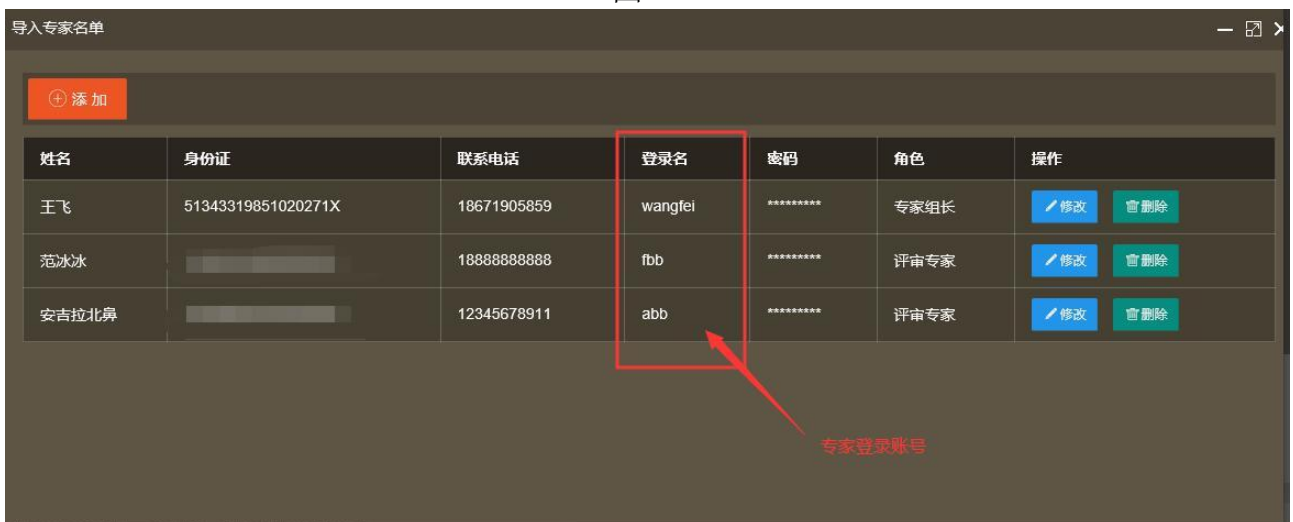 导入专家名单
添加
姓名 身份证 联系电话 登录名 密码 角色 操作
王飞 51343319851020271X 18671905859 wangfei ********* 专家组长 修改 删除
范冰冰 18888888888 fbb ********* 评审专家 修改 删除
安吉拉北鼻 12345678911 abb ********* 评审专家 修改 删除
专家登录账号